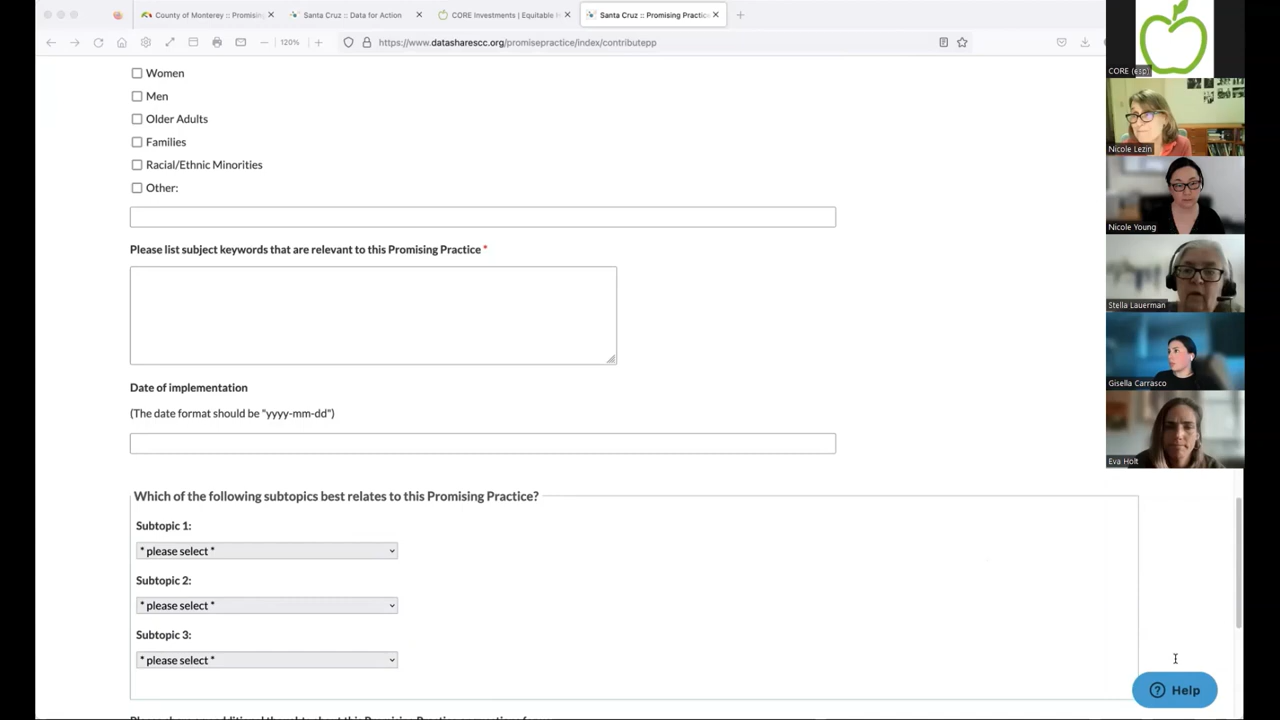 County of Monterey :: Promising
Santa Cruz :: Data for Action
CORE Investments | Equitable
Santa Cruz :: Promising Practice
120%
https://www.datasharescc.org/promisepractice/index/contributepp
Women
Men
Older Adults
Families
Racial/Ethnic Minorities
Other:
Please list subject keywords that are relevant to this Promising Practice *
Date of implementation
(The date format should be "yyyy-mm-dd")
Which of the following subtopics best relates to this Promising Practice?
Subtopic 1:
* please select *
Subtopic 2:
* please select *
Subtopic 3:
* please select *
Help
CORE (esp)
Nicole Lezin
Nicole Young
Stella Lauerman
Gisella Carrasco
Eva Holt